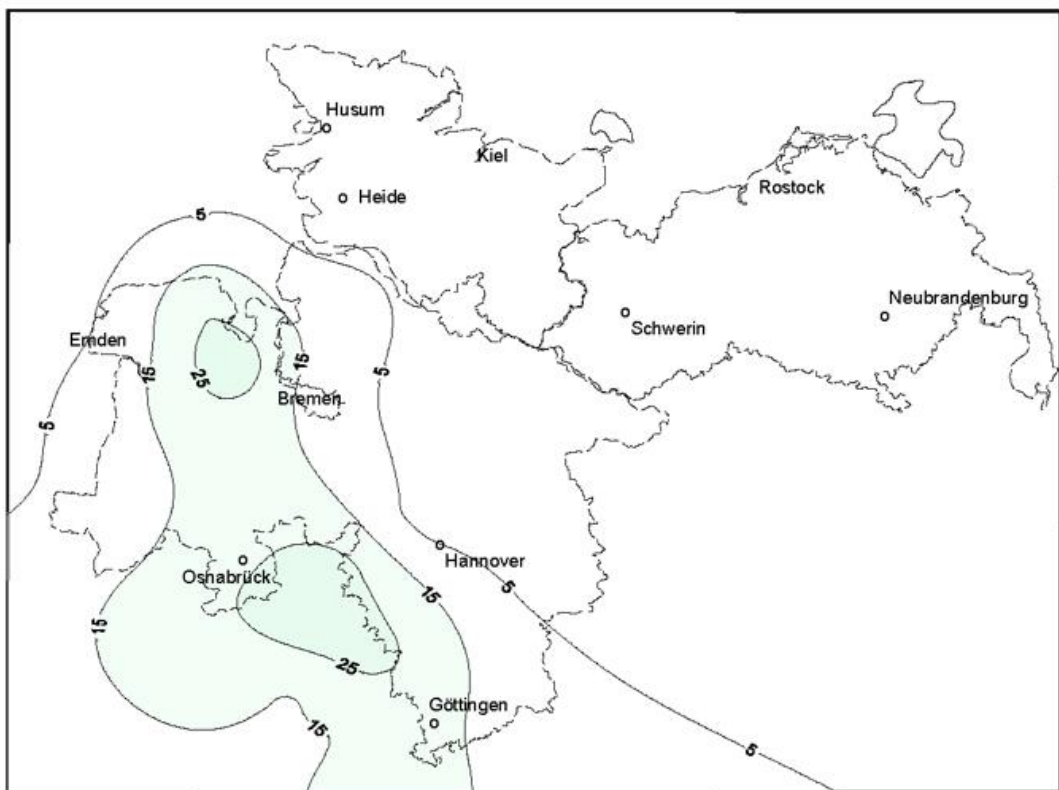 Husum
Kiel
Heide
Rostock
5
Neubrandenburg
Schwerin
Emden
15
15
25
5
Bremen
5
Hannover
Osnabrück
5
15
15
25
Göttingen
15
5